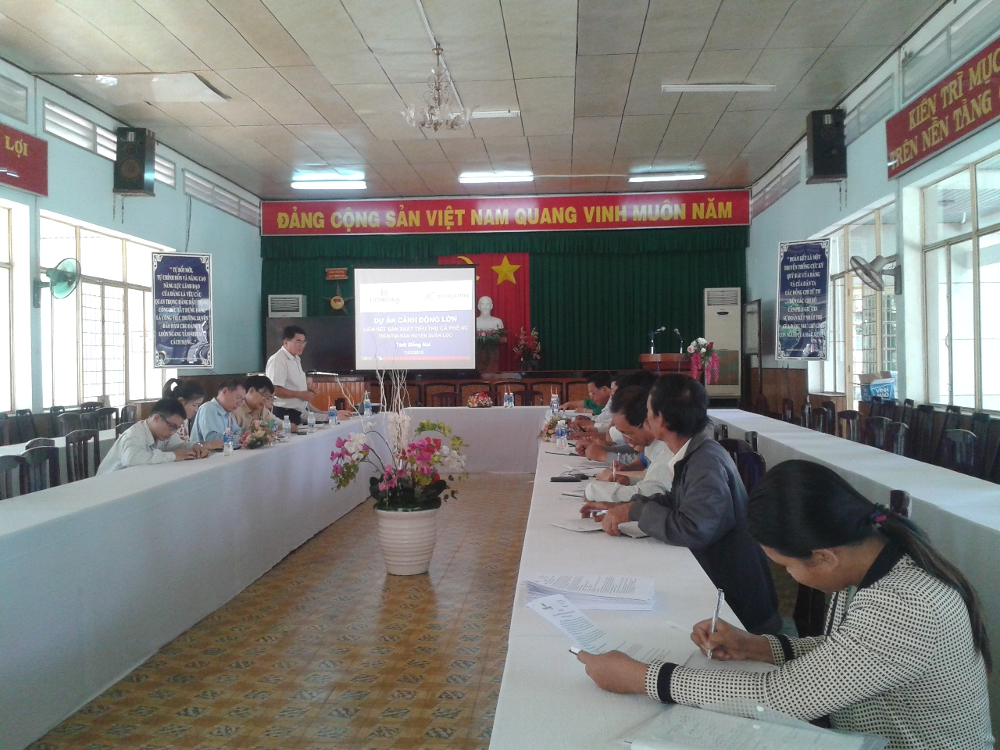 LỢI
KIÊN TRÌ MỤC
TRÊN NỀN TẢNG
ĐẢNG CỘNG SẢN VIỆT NAM QUANG VINH MUÔN NĂM
TỰ ĐỔI MỚI,
TỰ CHỈNH ĐỐN VÀ NÂNG CAO
NĂNG LỰC LÃNH ĐẠO
CỦA ĐẢNG LÀ YÊU CẦU
QUAN TRỌNG HÀNG ĐẦU TRONG
CÔNG TÁC XÂY DỰNG ĐẢNG
LÀ CÔNG VIỆC THƯỜNG XUYÊN
BẢO ĐẢM CHO ĐẢNG TA
LUÔN NGANG TẦM NHIỆM VỤ
CÁCH MẠNG.
4C ASSOCIATION
DỰ ÁN CÁNH ĐỒNG LỚN
LIÊN KẾT SẢN XUẤT TIÊU THỤ CÀ PHÊ 4C
TRÊN ĐỊA BÀN HUYỆN XUÂN LỘC
Tỉnh Đồng Nai
ĐOÀN KẾT LÀ MỘT
TRUYỀN THỐNG CỰC KỲ
QUÝ BÁU CỦA ĐẢNG
VÀ CỦA DÂN TA
CÁC ĐỒNG CHÍ TỪ TW
ĐẾN CÁC CHI BỘ
CẦN PHẢI GIỮ GÌN
SỰ ĐOÀN KẾT NHẤT TRÍ
CỦA ĐẢNG NHƯ GIỮ GÌN
CON NGƯƠI CỦA MẮT MÌNH
VĨNH